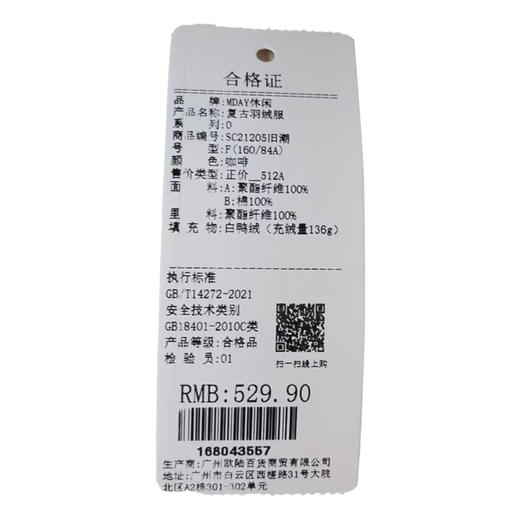 合格证
品　牌:MDAY休闲
产品名称:复古羽绒服
系　列:0
商品编号:SC21205旧潮
号　型:F(160/84A)
颜　色:咖啡
售价类型:正价__512A
面　料:A:聚酯纤维100%
B:棉100%
里　料:聚酯纤维100%
填 充 物:白鸭绒(充绒量136g)
执行标准
GB/T14272-2021
安全技术类别
GB18401-2010C类
产品等级:合格品
检 验 员:01
扫一扫线上购
RMB:529.90
168043557
生产商:广州欧陆百货商贸有限公司
地址:广州市白云区西槎路31号大院
北区A2栋301-302单元